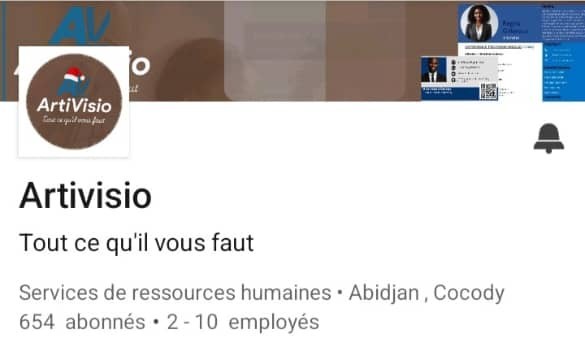 AV
ArtiVisio
Tout ce qu'il vous faut
Artivisio
Tout ce qu'il vous faut
Services de ressources humaines • Abidjan , Cocody
654 abonnés • 2 - 10 employés